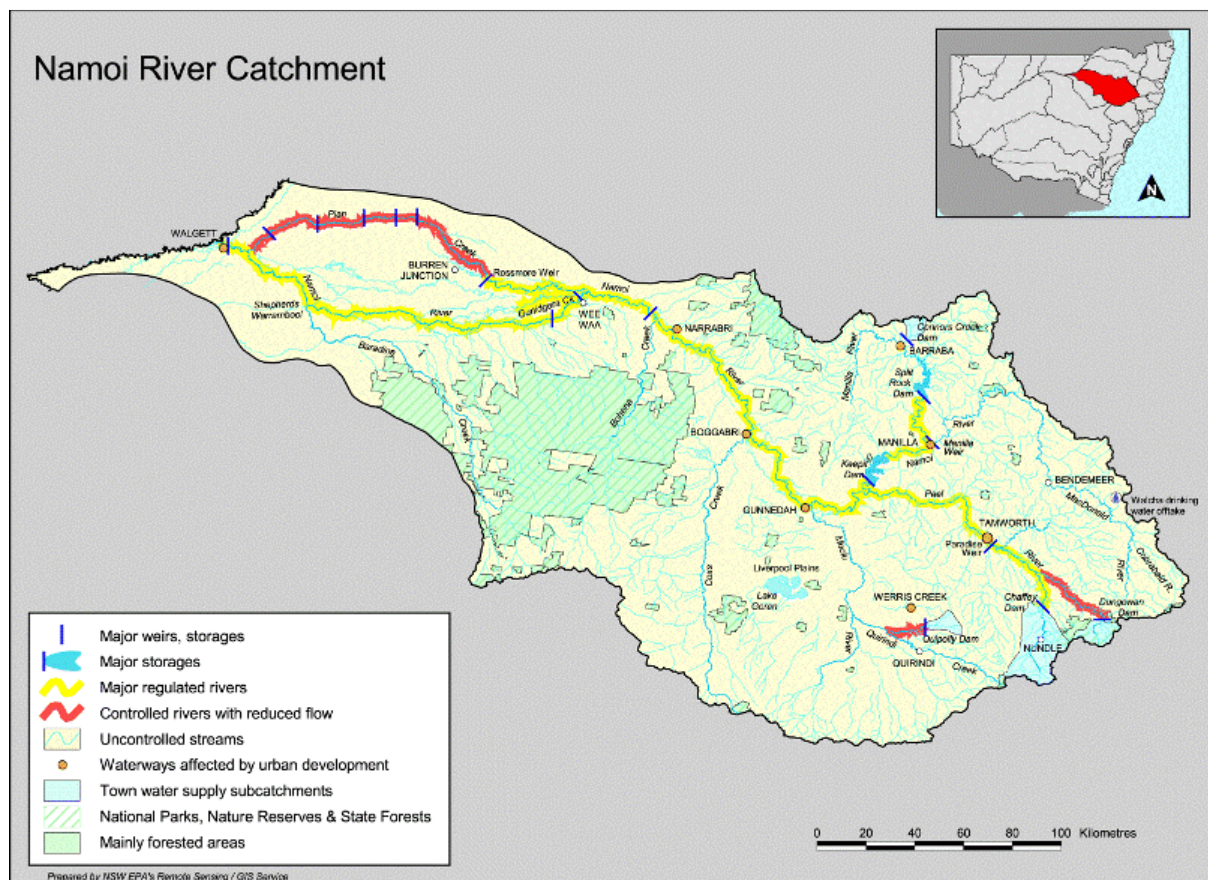 Namoi River Catchment
N
WALGETT
Pian
Creek
BURREN
JUNCTION
Rossmore Weir
Namoi
River
Shepherds
Warrambool
Gunidgera Ck
WEE
WAA
Namoi
NARRABRI
Creek
Bohena
Baradine
Creek
River
BOGGABRI
Manilla
River
Connors Creek
Dam
BARRABA
Split
Rock
Dam
River
MANILLA
Manilla
Weir
Namoi
Keepit
Dam
BENDEMEER
MacDonald
River
Walcha drinking
water offtake
Cobrabald R.
Peel
River
GUNNEDAH
TAMWORTH
Paradise
Weir
Creek
Coxs
Mooki
River
Liverpool Plains
Lake
Goran
WERRIS CREEK
Quipolly Dam
Quirindi
Creek
QUIRINDI
Chaffey
Dam
Dungowan
Dam
NUNDLE
Major weirs, storages
Major storages
Major regulated rivers
Controlled rivers with reduced flow
Uncontrolled streams
Waterways affected by urban development
Town water supply subcatchments
National Parks, Nature Reserves & State Forests
Mainly forested areas
0 20 40 60 80 100 Kilometres
Prepared by NSW EPA's Remote Sensing / GIS Service